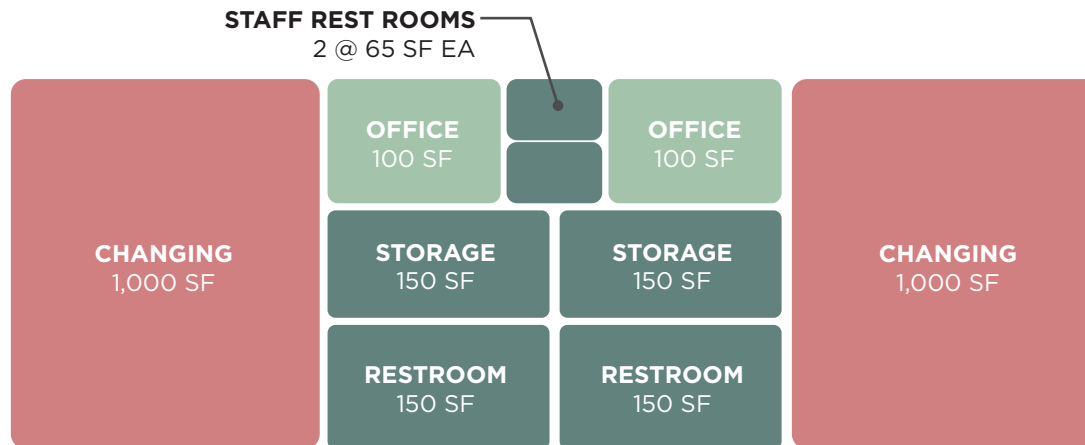 STAFF REST ROOMS
2 @ 65 SF EA
OFFICE
100 SF
OFFICE
100 SF
CHANGING
1,000 SF
STORAGE
150 SF
STORAGE
150 SF
CHANGING
1,000 SF
RESTROOM
150 SF
RESTROOM
150 SF